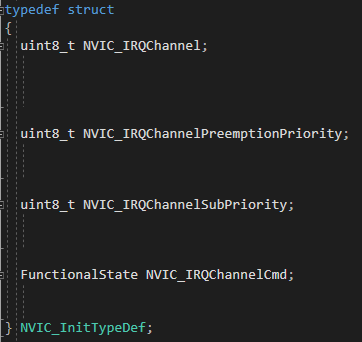 typedef struct
{
uint8_t NVIC_IRQChannel;
uint8_t NVIC_IRQChannelPreemptionPriority;
uint8_t NVIC_IRQChannelSubPriority;
FunctionalState NVIC_IRQChannelCmd;
} NVIC_InitTypeDef;